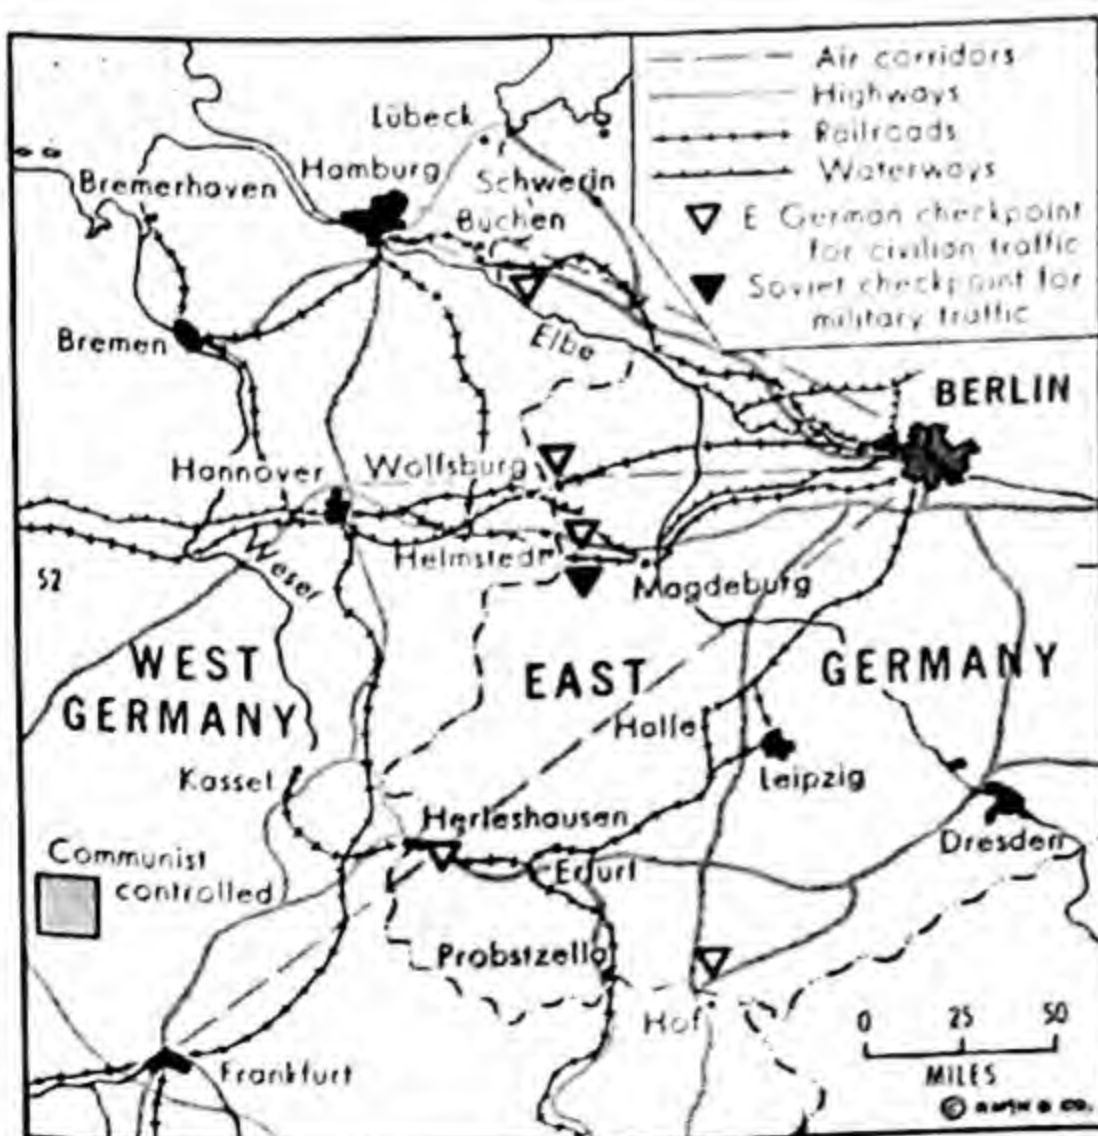 Air corridors
Highways
Railroads
Waterways
E German checkpoint
for civilian traffic
Soviet checkpoint for
military traffic
Lübeck
Hamburg
Schwerin
Bremerhaven
Buchen
Bremen
Elbe
BERLIN
Hannover
Wolfsburg
Weser
Helmstedt
52
Magdeburg
WEST
GERMANY
EAST
GERMANY
Halle
Kassel
Leipzig
Herleshausen
Dresden
Communist
controlled
Erfurt
Probstzella
Hof
0 25 50
MILES
Frankfurt
©
CO.